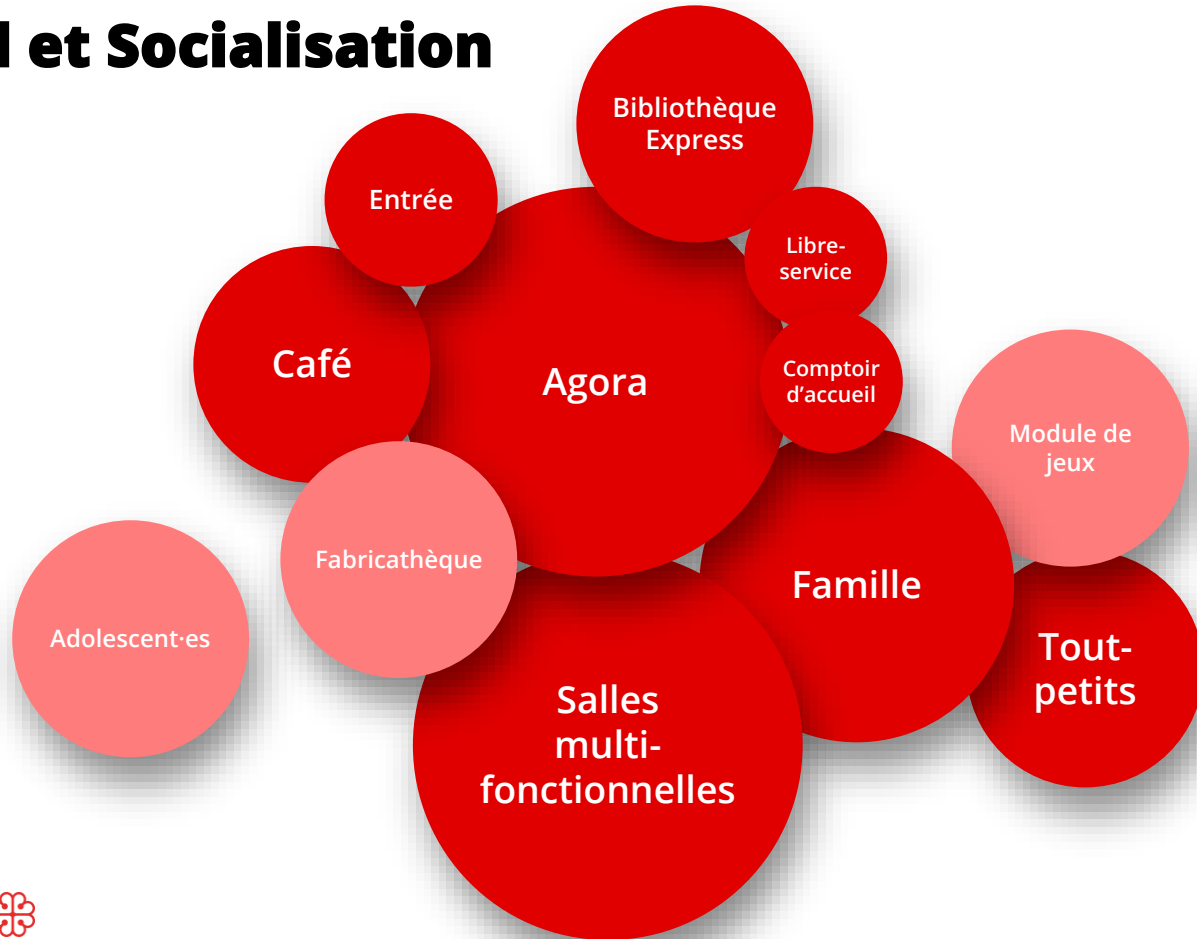 et Socialisation
Bibliothèque
Express
Entrée
Libre-
service
Café
Agora
Comptoir
d'accueil
Module de
jeux
Fabricathèque
Famille
Adolescent·es
Tout-
petits
Salles
multi-
fonctionnelles